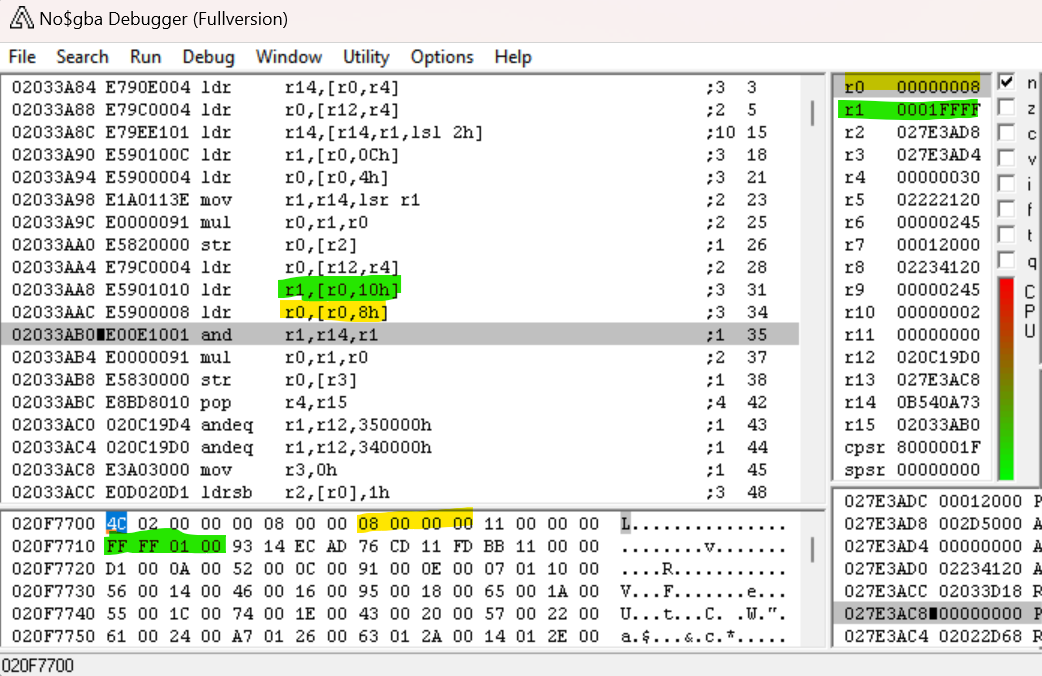 No$gba Debugger (Fullversion)
File Search Run Debug Window Utility Options Help
02033A84 E790E004 ldr r14,[r0,r4] ;3 3
02033A88 E79C0004 ldr r0,[r12,r4] ;2 5
02033A8C E79EE101 ldr r14,[r14,r1,lsl 2h] ;10 15
02033A90 E590100C ldr r1,[r0,0Ch] ;3 18
02033A94 E5900004 ldr r0,[r0,4h] ;3 21
02033A98 E1A0113E mov r1,r14,lsr r1 ;2 23
02033A9C E0000091 mul r0,r1,r0 ;2 25
02033AA0 E5820000 str r0,[r2] ;1 26
02033AA4 E79C0004 ldr r0,[r12,r4] ;2 28
02033AA8 E5901010 ldr r1,[r0,10h] ;3 31
02033AAC E5900008 ldr r0,[r0,8h] ;3 34
02033AB0 E00E1001 and r1,r14,r1 ;1 35
02033AB4 E0000091 mul r0,r1,r0 ;2 37
02033AB8 E5830000 str r0,[r3] ;1 38
02033ABC E8BD8010 pop r4,r15 ;4 42
02033AC0 020C19D4 andeq r1,r12,350000h ;1 43
02033AC4 020C19D0 andeq r1,r12,340000h ;1 44
02033AC8 E3A03000 mov r3,0h ;1 45
02033ACC E0D020D1 ldrsb r2,[r0],1h ;3 48
r0 00000008
r1 0001FFFF
r2 027E3AD8
r3 027E3AD4
r4 00000030
r5 02222120
r6 00000245
r7 00012000
r8 02234120
r9 00000245
r10 00000002
r11 00000000
r12 020C19D0
r13 027E3AC8
r14 0B540A73
r15 02033AB0
cpsr 8000001F
spsr 00000000
n
z
c
v
i
f
t
q
C
P
U
020F7700 4C 02 00 00 00 08 00 00 08 00 00 00 11 00 00 00 L...............
020F7710 FF FF 01 00 93 14 EC AD 76 CD 11 FD BB 11 00 00 ........v.......
020F7720 D1 00 0A 00 52 00 0C 00 91 00 0E 00 07 01 10 00 ....R...........
020F7730 56 00 14 00 46 00 16 00 95 00 18 00 65 00 1A 00 V...F.......e...
020F7740 55 00 1C 00 74 00 1E 00 43 00 20 00 57 00 22 00 U...t...C. .W.".
020F7750 61 00 24 00 A7 01 26 00 63 01 2A 00 14 01 2E 00 a.$...&.c.*.....
027E3ADC 00012000
027E3AD8 002D5000
027E3AD4 00000000
027E3AD0 02234120
027E3ACC 02033D18
027E3AC8 00000000
027E3AC4 02022D68
020F7700